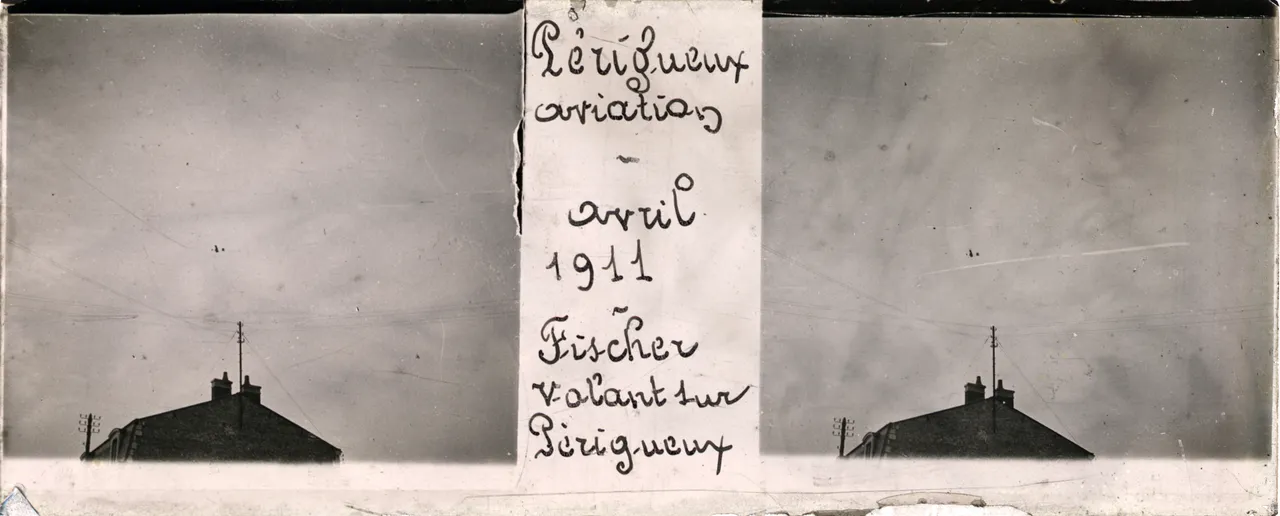 Périgueux
aviation
-
avril
1911
Fischer
volant sur
Périgueux